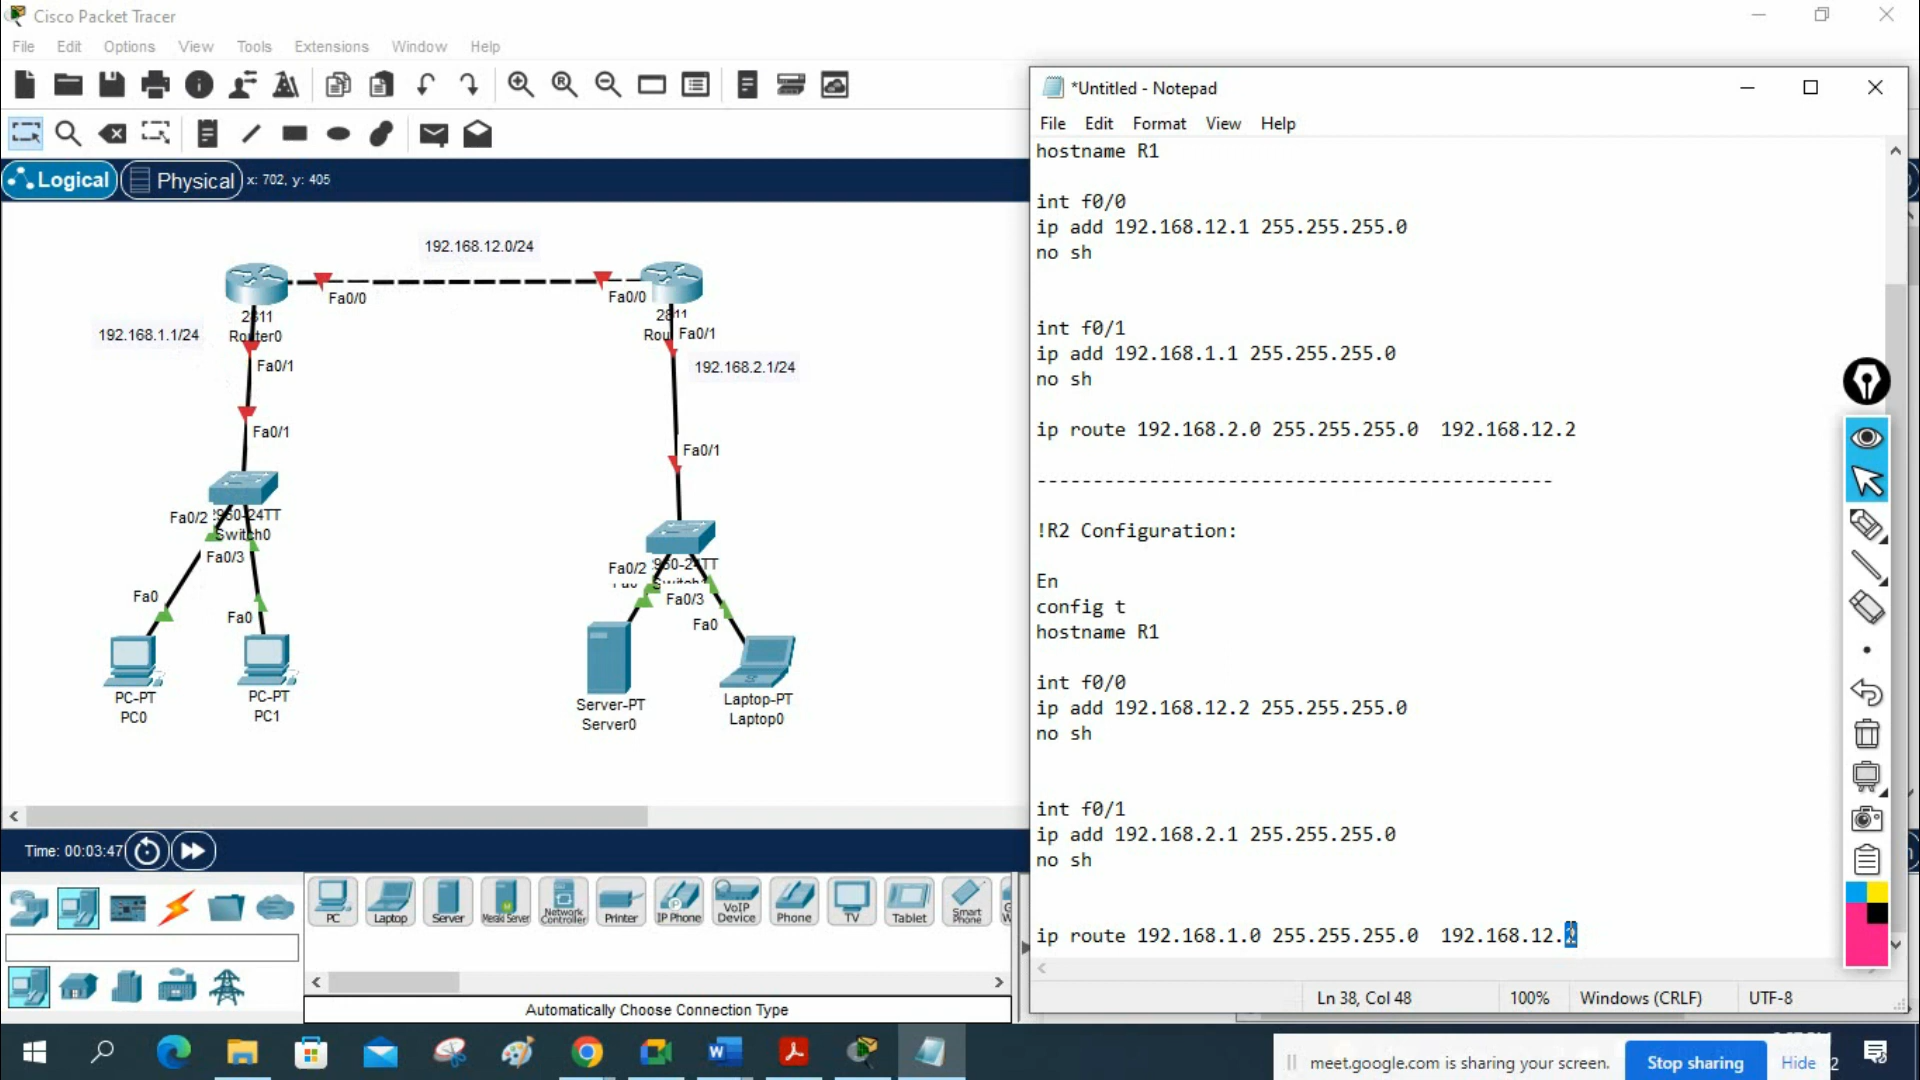 Cisco Packet Tracer
File Edit Options View Tools Extensions Window Help
Logical
Physical
x: 702, y: 405
192.168.12.0/24
Fa0/0
Fa0/0
2811
Router0
192.168.1.1/24
Fa0/1
Fa0/1
Fa0/2
Switch0
Fa0/3
Fa0
Fa0
PC-PT
PC0
PC-PT
PC1
Fa0/1
192.168.2.1/24
Fa0/1
Fa0/2
Fa0/3
Fa0
Server-PT
Server0
Laptop-PT
Laptop0
Time: 00:03:47
PC
Laptop
Server
Meraki Server
Network Controller
Printer
IP Phone
VoIP Device
Phone
TV
Tablet
Smart Phone
Automatically Choose Connection Type
*Untitled - Notepad
File Edit Format View Help
hostname R1
int f0/0
ip add 192.168.12.1 255.255.255.0
no sh
int f0/1
ip add 192.168.1.1 255.255.255.0
no sh
ip route 192.168.2.0 255.255.255.0  192.168.12.2
----------------------------------------------
!R2 Configuration:
En
config t
hostname R1
int f0/0
ip add 192.168.12.2 255.255.255.0
no sh
int f0/1
ip add 192.168.2.1 255.255.255.0
no sh
ip route 192.168.1.0 255.255.255.0  192.168.12.2
Ln 38, Col 48
100%
Windows (CRLF)
UTF-8
meet.google.com is sharing your screen.
Stop sharing
Hide